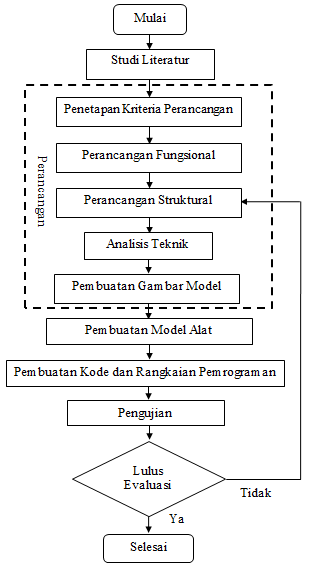 Mulai
Studi Literatur
Perancangan
Penetapan Kriteria Perancangan
Perancangan Fungsional
Perancangan Struktural
Analisis Teknik
Pembuatan Gambar Model
Pembuatan Model Alat
Pembuatan Kode dan Rangkaian Pemrograman
Pengujian
Lulus
Evaluasi
Tidak
Ya
Selesai